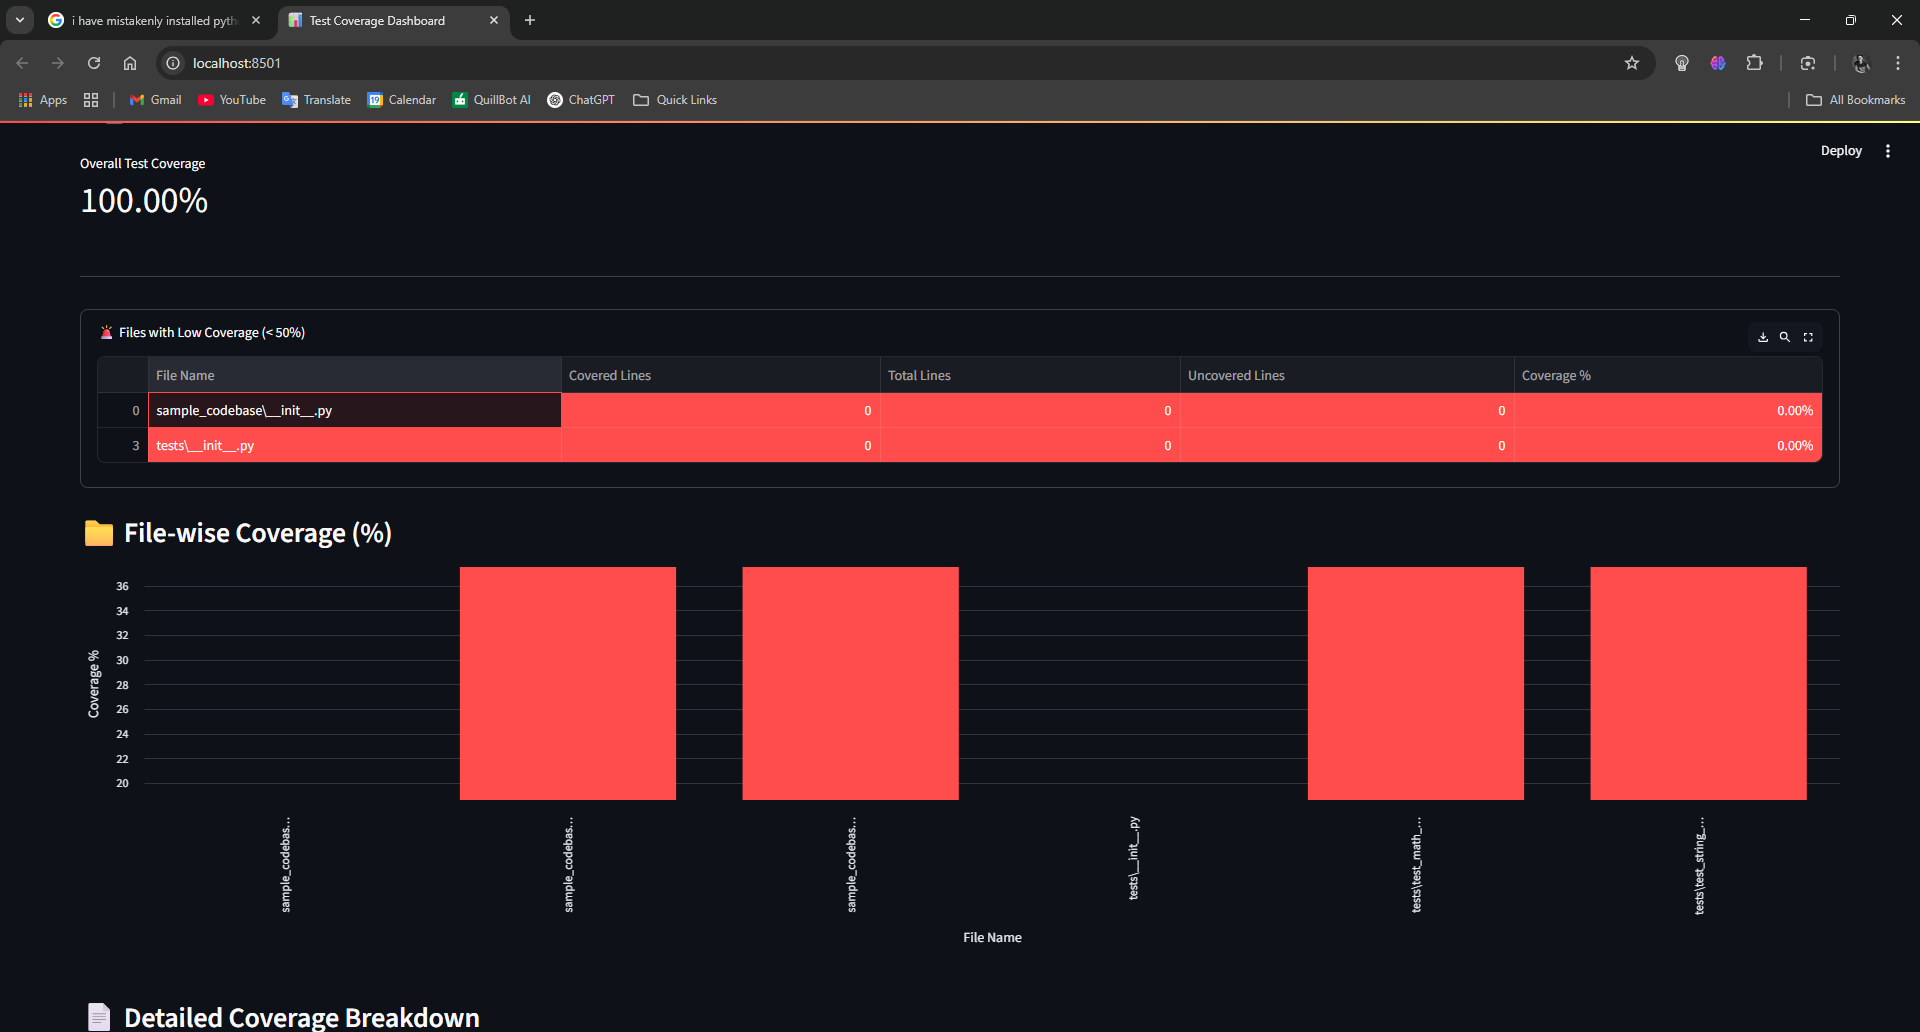 i have mistakenly installed pyth
Test Coverage Dashboard
localhost:8501
Apps
Gmail
YouTube
Translate
Calendar
QuillBot AI
ChatGPT
Quick Links
All Bookmarks
Deploy
Overall Test Coverage
100.00%
Files with Low Coverage (< 50%)
File Name Covered Lines Total Lines Uncovered Lines Coverage %
0 sample_codebase\__init__.py 0 0 0 0.00%
3 tests\__init__.py 0 0 0 0.00%
File-wise Coverage (%)
Coverage %
36
34
32
30
28
26
24
22
20
sample_codebas...
sample_codebas...
sample_codebas...
tests\__init__.py
tests\test_math_...
tests\test_string_...
File Name
Detailed Coverage Breakdown